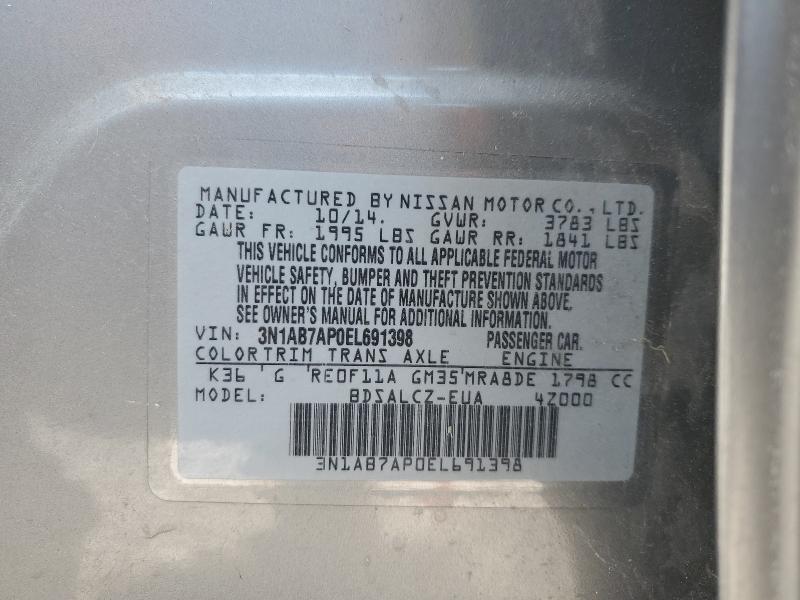 MANUFACTURED BY NISSAN MOTOR CO., LTD.
DATE: 10/14. GVWR: 3783 LBS
GAWR FR: 1995 LBS GAWR RR: 1841 LBS
THIS VEHICLE CONFORMS TO ALL APPLICABLE FEDERAL MOTOR
VEHICLE SAFETY, BUMPER AND THEFT PREVENTION STANDARDS
IN EFFECT ON THE DATE OF MANUFACTURE SHOWN ABOVE.
SEE OWNER'S MANUAL FOR ADDITIONAL INFORMATION.
VIN: 3N1AB7AP0EL691398 PASSENGER CAR.
COLORTRIM TRANS AXLE ENGINE
K36 'G 'RE0F11A GM35'MRA8DE 1798 CC
MODEL: BDSALCZ-EUA 4Z000
3N1AB7AP0EL691398